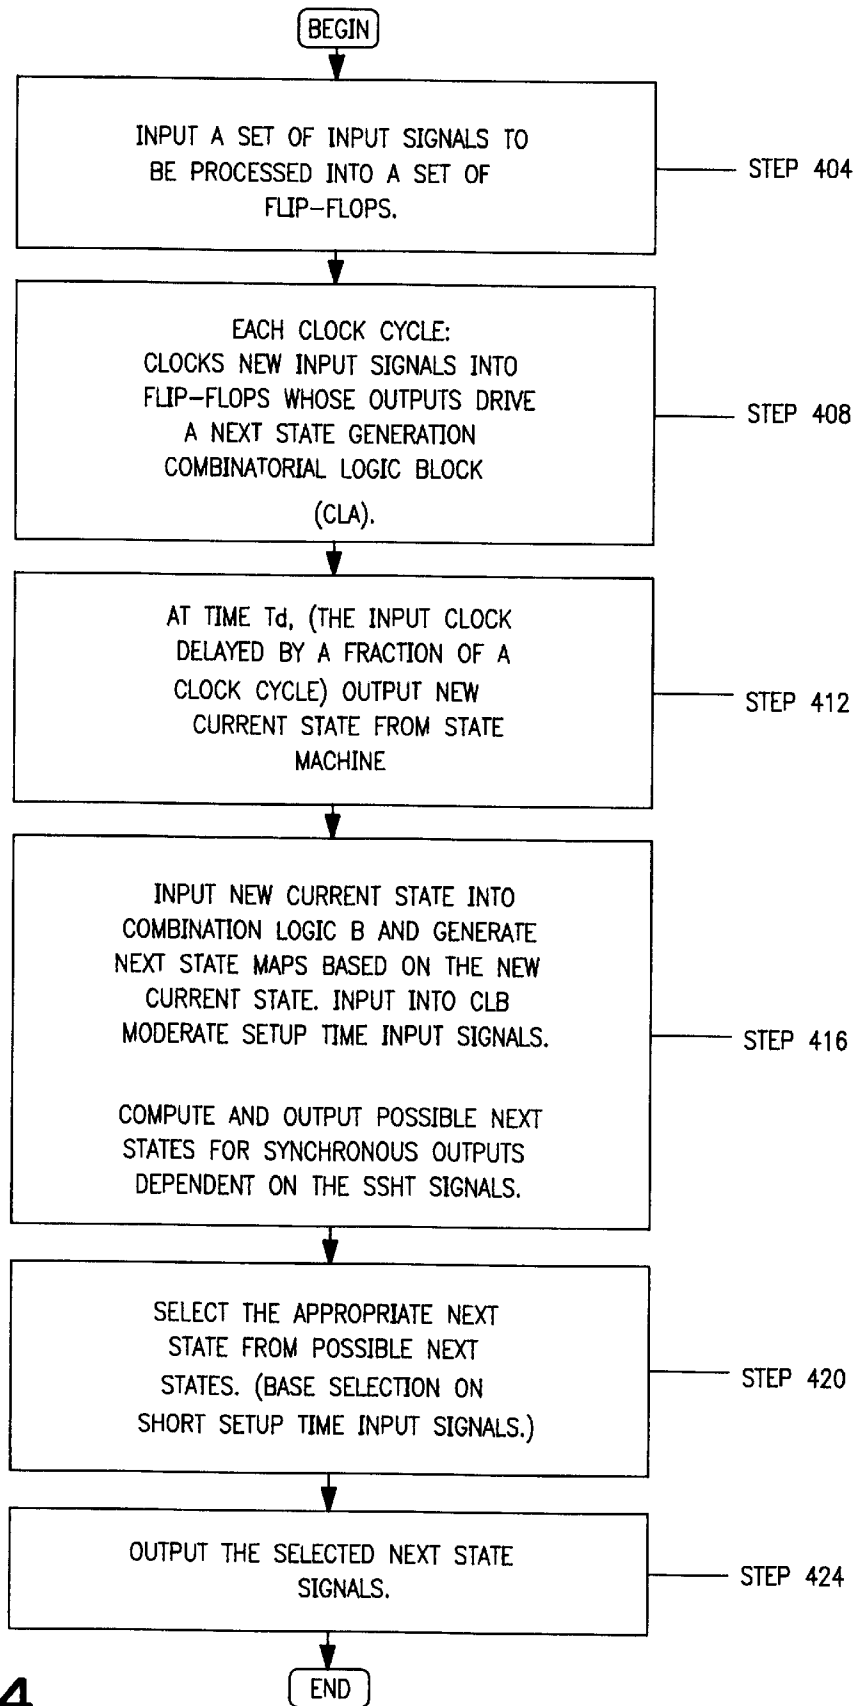 BEGIN
INPUT A SET OF INPUT SIGNALS TO
BE PROCESSED INTO A SET OF
FLIP-FLOPS.
STEP 404
EACH CLOCK CYCLE:
CLOCKS NEW INPUT SIGNALS INTO
FLIP-FLOPS WHOSE OUTPUTS DRIVE
A NEXT STATE GENERATION
COMBINATORIAL LOGIC BLOCK
(CLA).
STEP 408
AT TIME Td, (THE INPUT CLOCK
DELAYED BY A FRACTION OF A
CLOCK CYCLE) OUTPUT NEW
CURRENT STATE FROM STATE
MACHINE
STEP 412
INPUT NEW CURRENT STATE INTO
COMBINATION LOGIC B AND GENERATE
NEXT STATE MAPS BASED ON THE NEW
CURRENT STATE. INPUT INTO CLB
MODERATE SETUP TIME INPUT SIGNALS.
COMPUTE AND OUTPUT POSSIBLE NEXT
STATES FOR SYNCHRONOUS OUTPUTS
DEPENDENT ON THE SSHT SIGNALS.
STEP 416
SELECT THE APPROPRIATE NEXT
STATE FROM POSSIBLE NEXT
STATES. (BASE SELECTION ON
SHORT SETUP TIME INPUT SIGNALS.)
STEP 420
OUTPUT THE SELECTED NEXT STATE
SIGNALS.
STEP 424
END
4